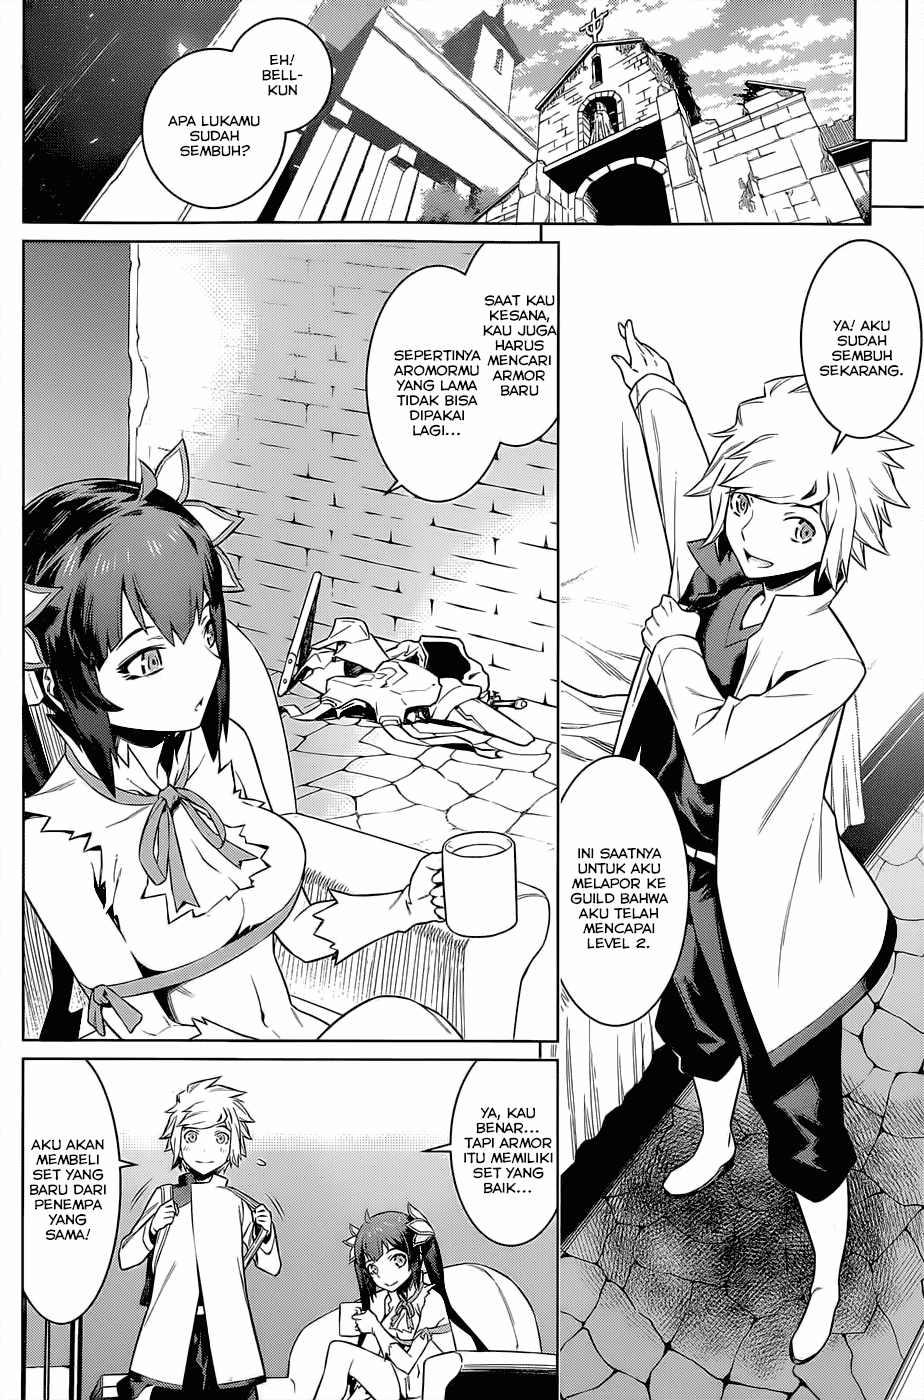 EH!
BELL-
KUN
APA LUKAMU
SUDAH
SEMBUH?
YA! AKU
SUDAH
SEMBUH
SEKARANG.
INI SAATNYA
UNTUK AKU
MELAPOR KE
GUILD BAHWA
AKU TELAH
MENCAPAI
LEVEL 2.
SAAT KAU
KESANA,
KAU JUGA
HARUS
MENCARI
ARMOR
BARU
SEPERTINYA
AROMORMU
YANG LAMA
TIDAK BISA
DIPAKAI
LAGI...
YA, KAU
BENAR...
TAPI ARMOR
ITU MEMILIKI
SET YANG
BAIK...
AKU AKAN
MEMBELI
SET YANG
BARU DARI
PENEMPA
YANG
SAMA!